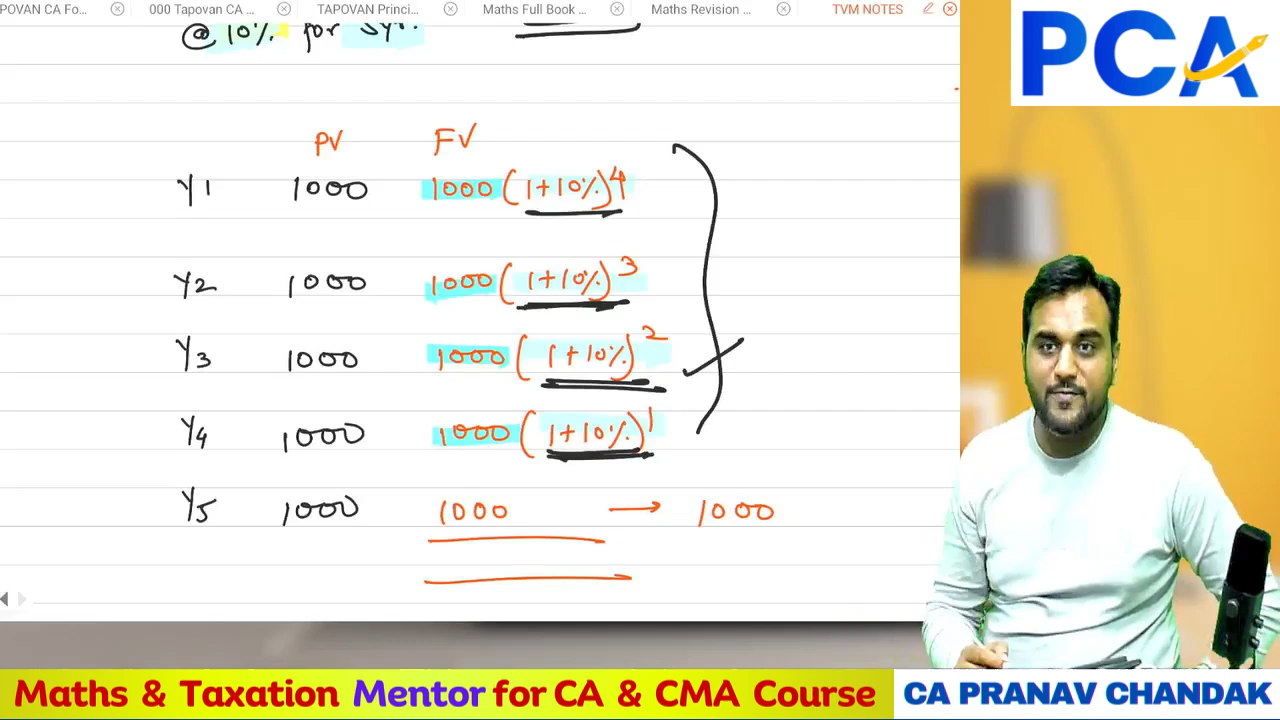 POVAN CA Fo...
000 Tapovan CA ...
TAPOVAN Princi...
Maths Full Book ...
Maths Revision ...
TVM NOTES
@ 10% for 5yr.
PCA
PV FV
Y1 1000 1000(1+10%)^4
Y2 1000 1000(1+10%)^3
Y3 1000 1000(1+10%)^2
Y4 1000 1000(1+10%)^1
Y5 1000 1000 → 1000
Maths & Taxation Mentor for CA & CMA Course
CA PRANAV CHANDAK